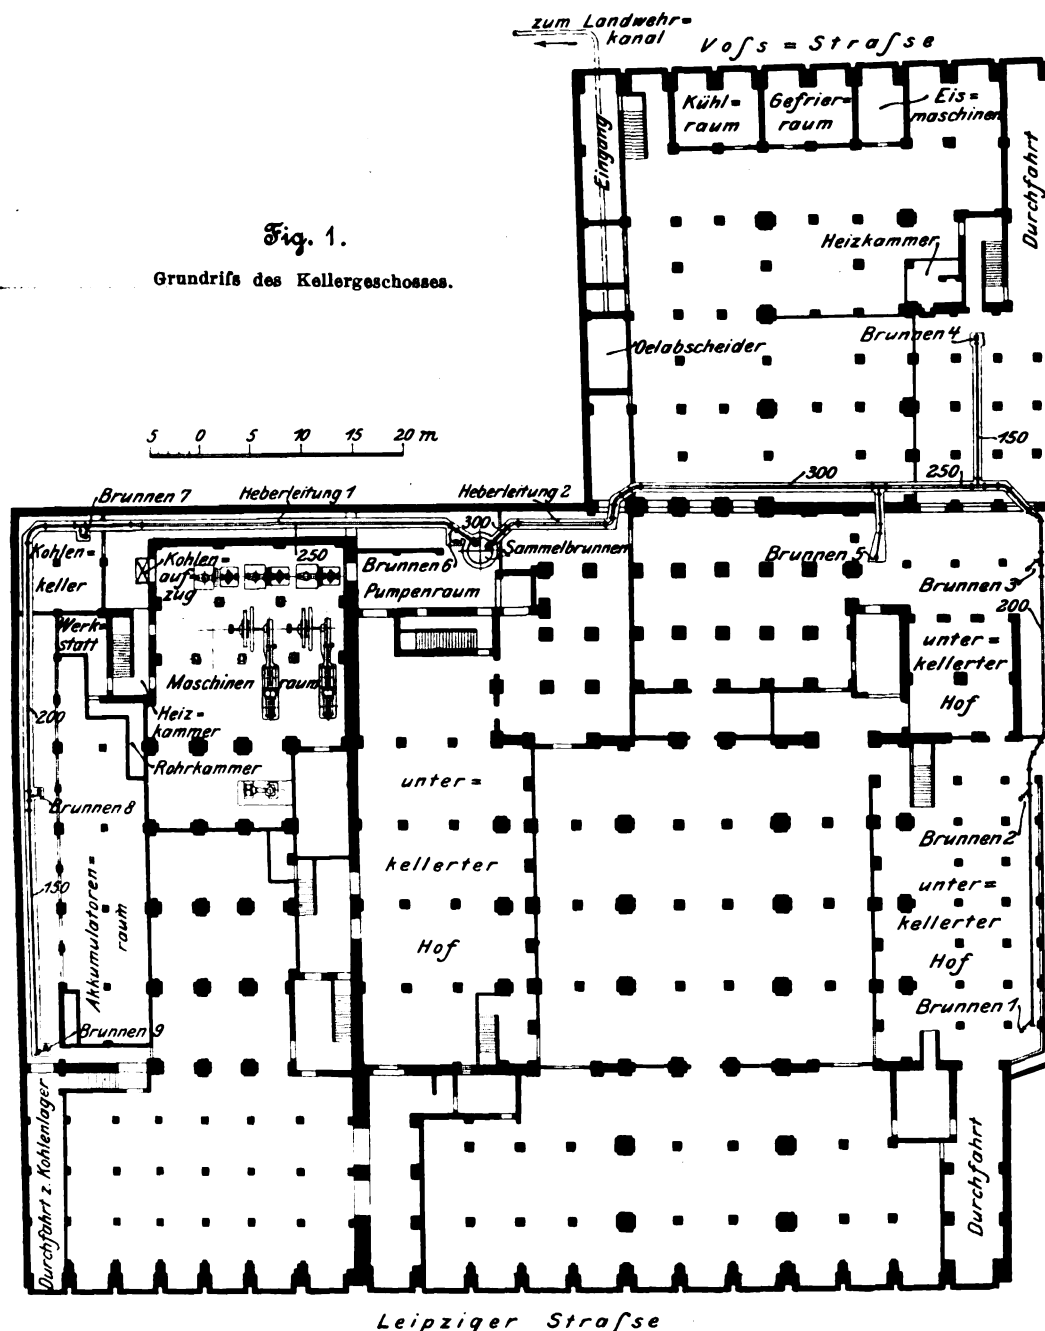 zum Landwehr=
kanal
Voſs = Straſse
Kühl=
raum
Gefrier=
raum
Eis=
maschinen
Eingang
Durchfahrt
Fig. 1.
Grundriſs des Kellergeschosses.
Heizkammer
Oelabscheider
Brunnen 4
5 0 5 10 15 20 m
150
300
250
Brunnen 7
Heberleitung 1
Heberleitung 2
300
250
Kohlen=
keller
Kohlen=
auf=
zug
Brunnen 6
Sammelbrunnen
Pumpenraum
Brunnen 5
Brunnen 3
200
Werk=
statt
unter=
kellerter
Hof
Maschinenraum
200
Heiz=
kammer
Rohrkammer
Brunnen 8
unter=
kellerter
Hof
Brunnen 2
150
Akkumulatoren=
raum
unter=
kellerter
Hof
Brunnen 1
Brunnen 9
Durchfahrt z. Kohlenlager
Durchfahrt
Leipziger Straſse